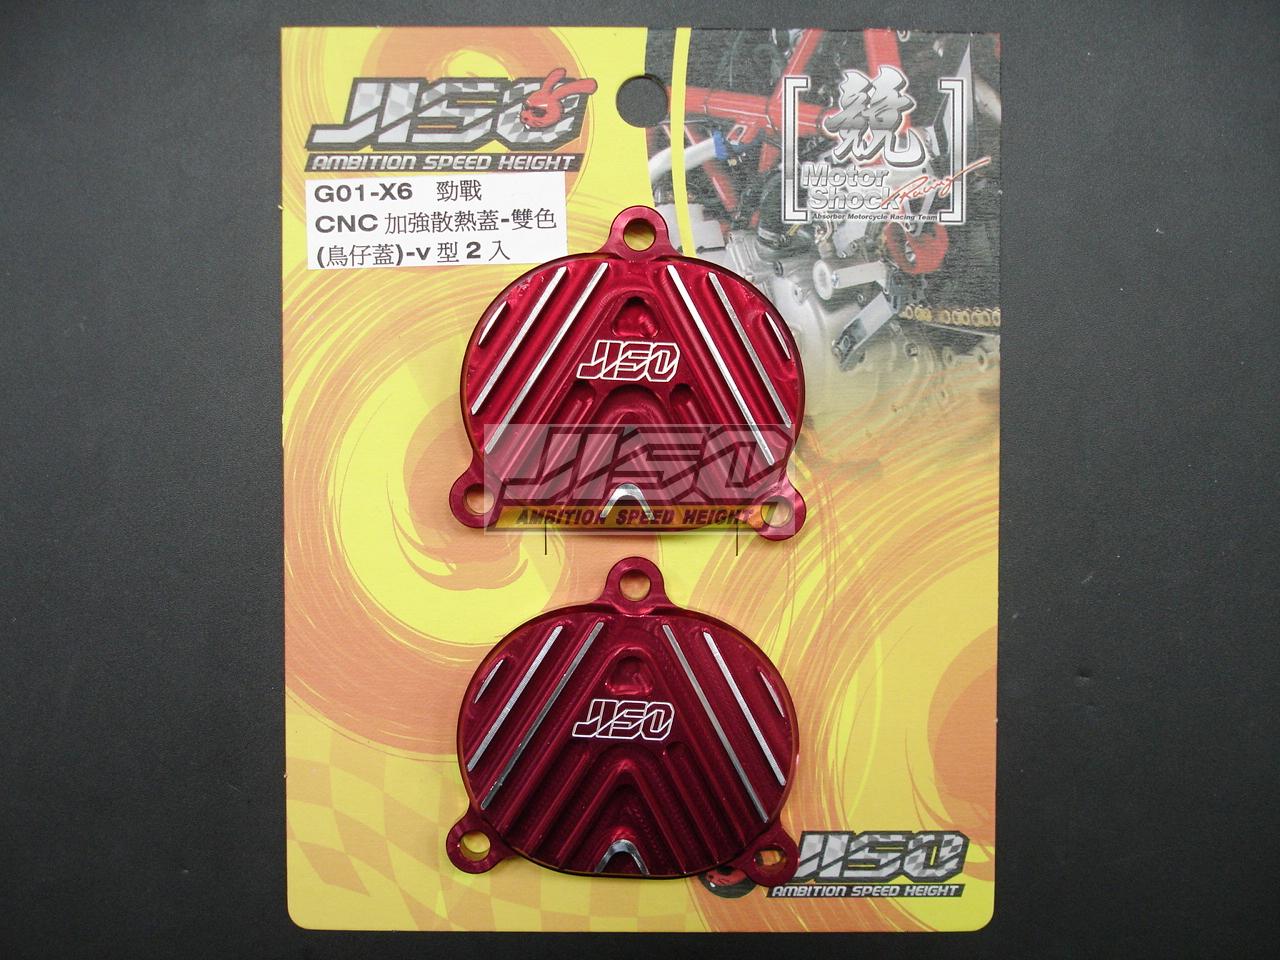 JISO
AMBITION SPEED HEIGHT
G01-X6 勁戰
CNC 加強散熱蓋-雙色
(鳥仔蓋)-v 型 2 入
競
Motor
Shock Racing
Absorber Motorcycle Racing Team
JISO
JISO
AMBITION SPEED HEIGHT
JISO
JISO
AMBITION SPEED HEIGHT